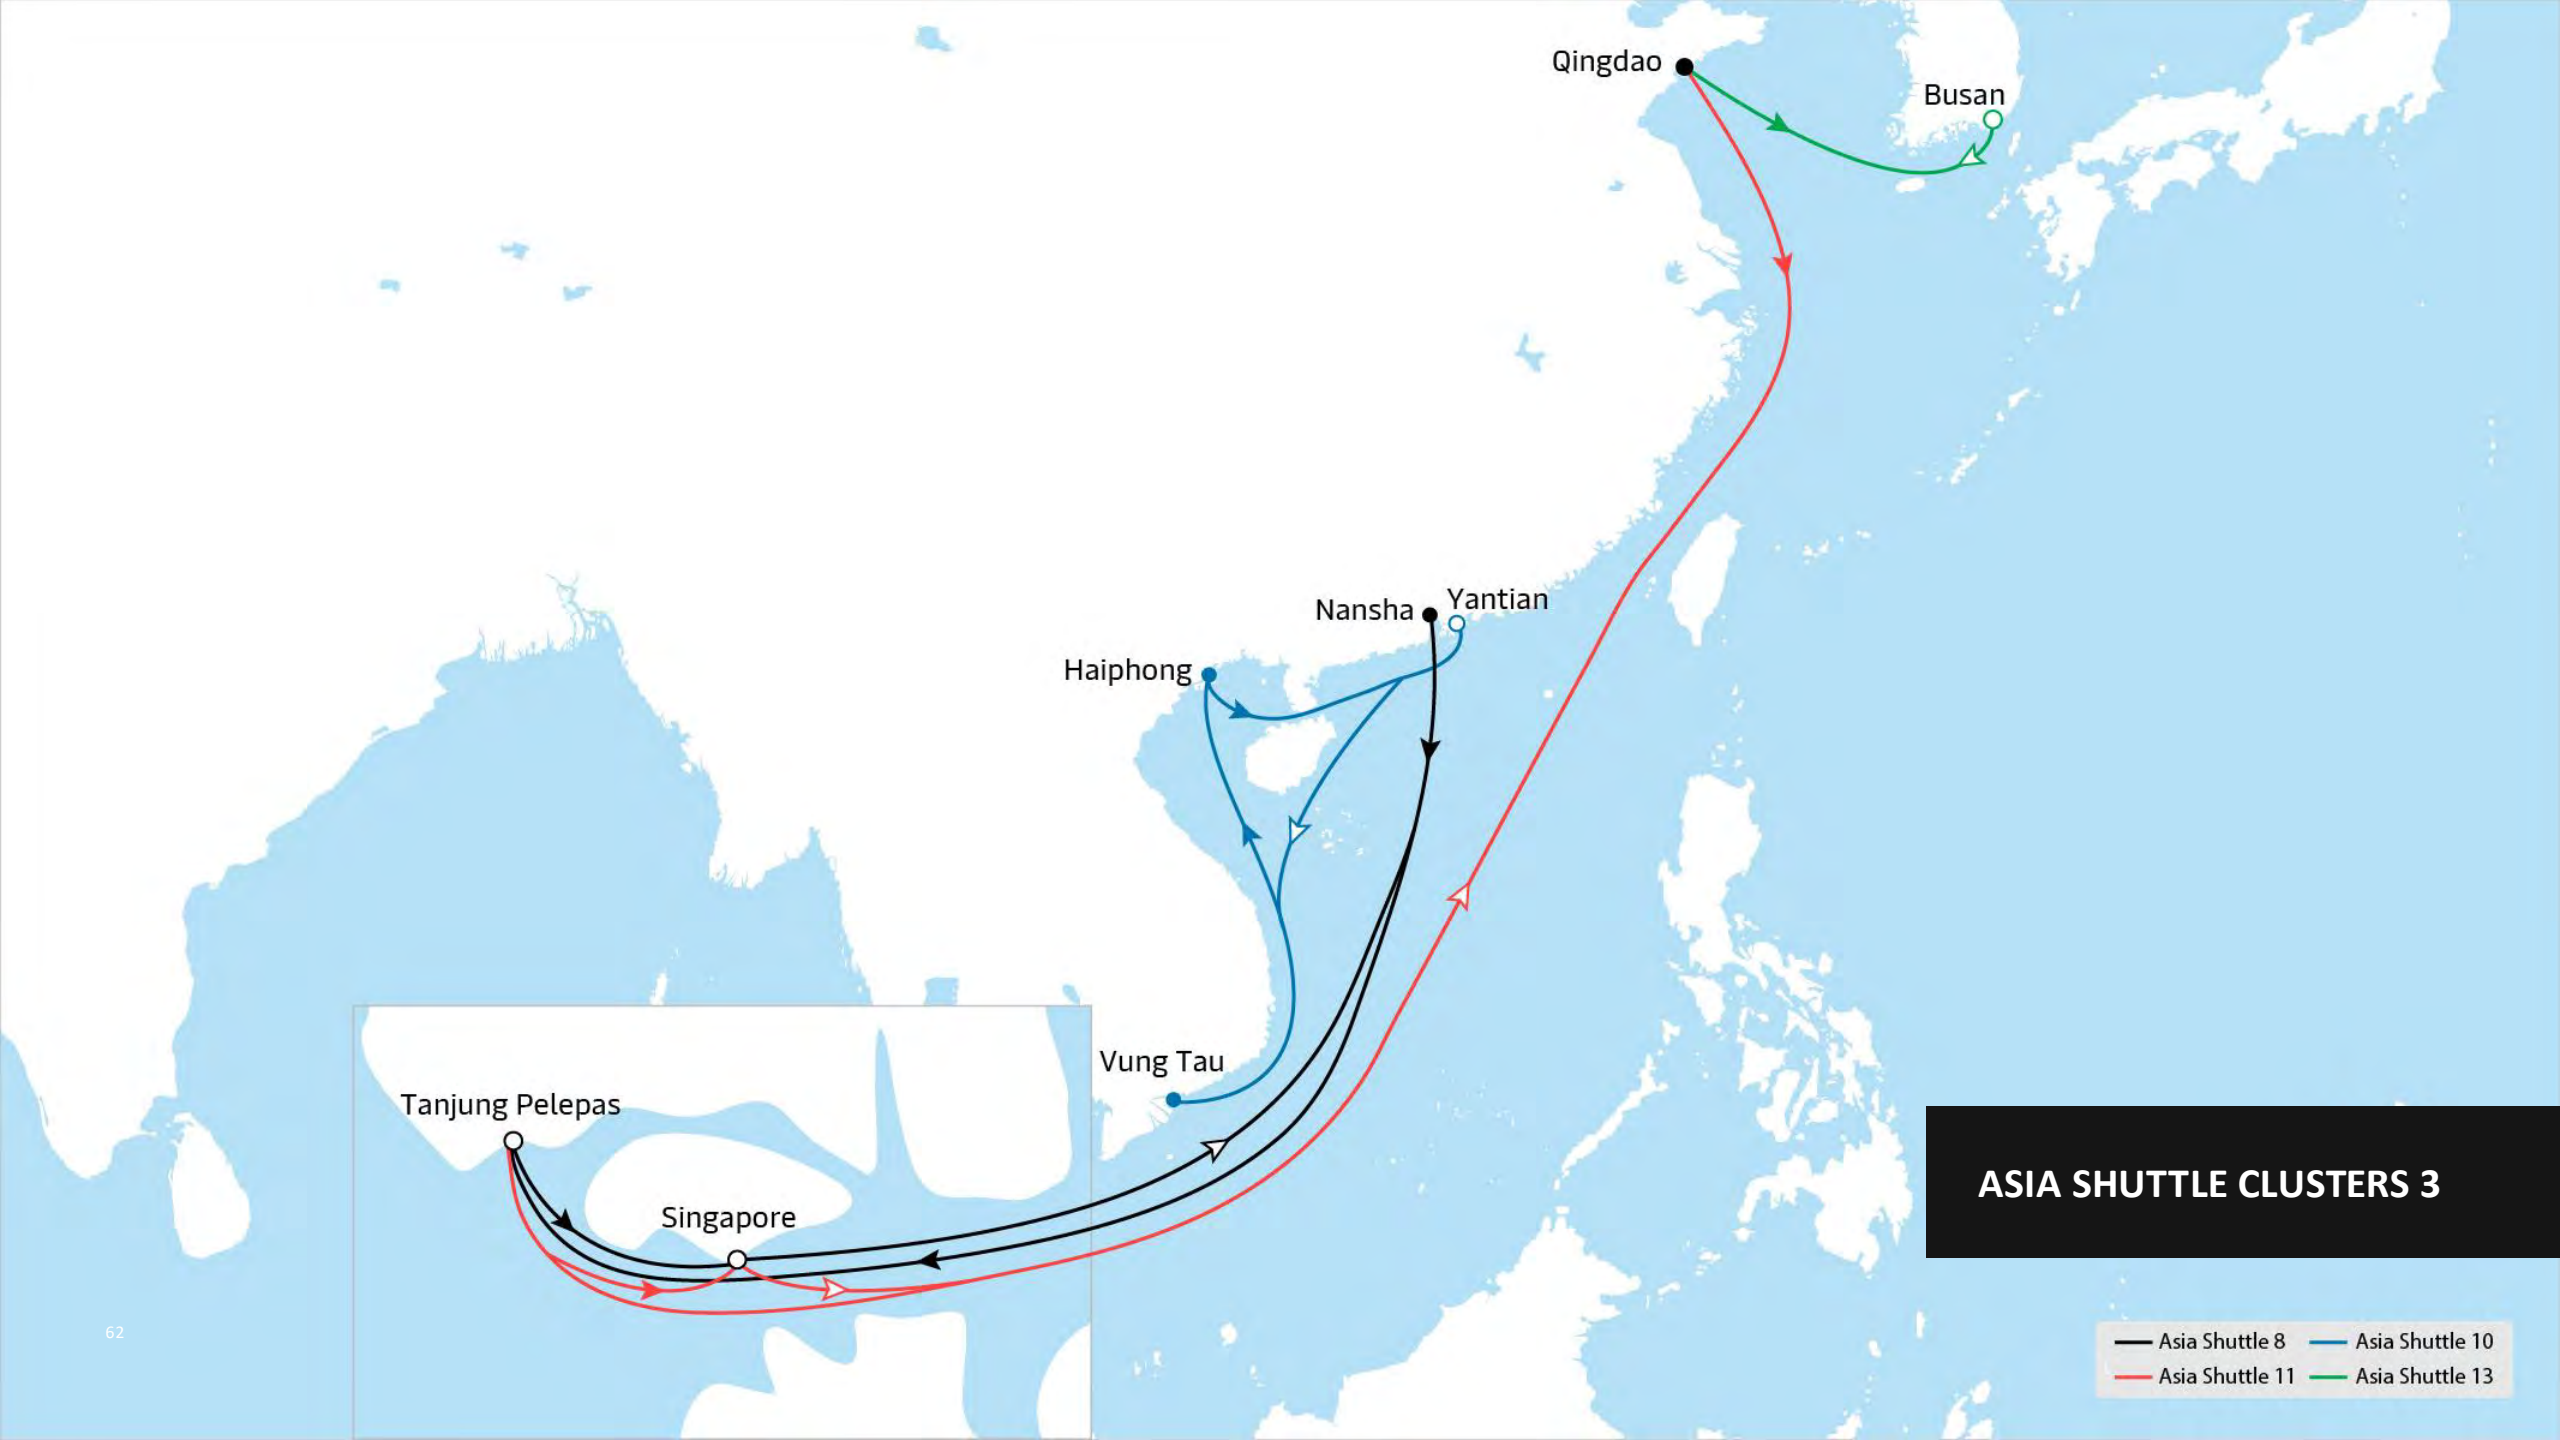 Qingdao
Busan
Nansha
Yantian
Haiphong
Vung Tau
Tanjung Pelepas
Singapore
ASIA SHUTTLE CLUSTERS 3
62
Asia Shuttle 8
Asia Shuttle 10
Asia Shuttle 11
Asia Shuttle 13